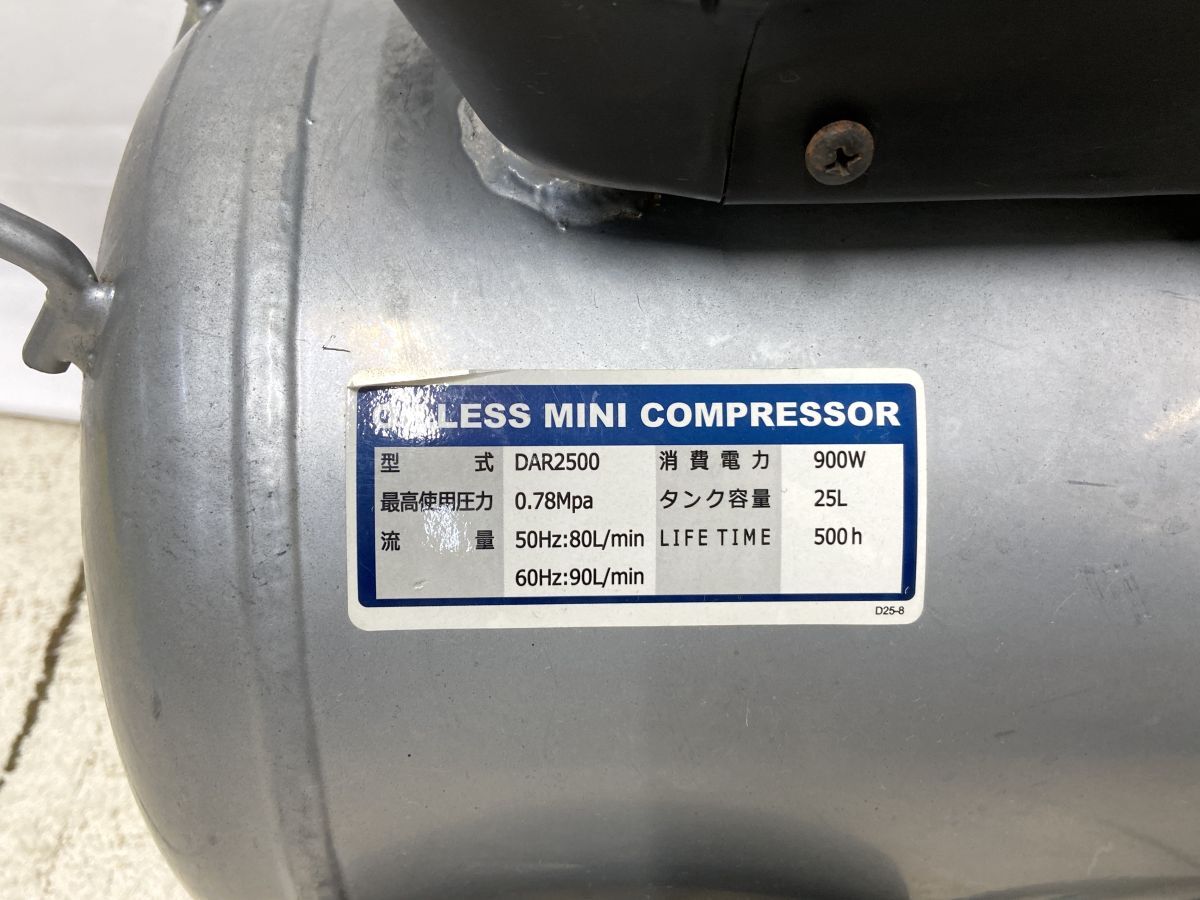 OILLESS MINI COMPRESSOR
型式 DAR2500 消費電力 900W
最高使用圧力 0.78Mpa タンク容量 25L
流量 50Hz:80L/min LIFE TIME 500h
60Hz:90L/min
D25-8